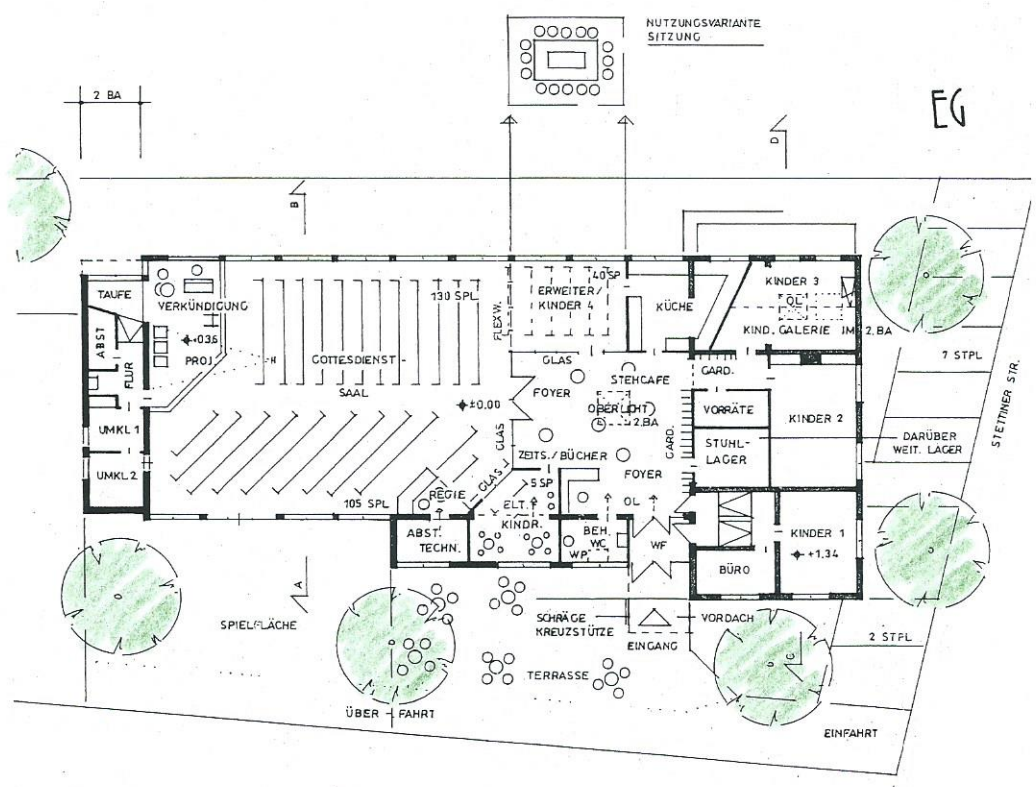 NUTZUNGSVARIANTE
SITZUNG
2 BA
EG
D
B
TAUFE
VERKÜNDIGUNG
130 SPL
40 SP
ERWEITER/
KINDER 4
KÜCHE
KINDER 3
OL
KIND. GALERIE IM 2.BA
ABST
FLUR
+035
PROJ
GOTTESDIENST-
SAAL
FLEXW.
GLAS
FOYER
STEHCAFE
GARD.
7 STPL
±0.00
OBERLICHT
2.BA
VORRÄTE
KINDER 2
STETTINER STR.
UMKL 1
UMKL 2
GLAS
ZEITS./BÜCHER
GARD.
STUHL-
LAGER
DARÜBER
WEIT. LAGER
GLAS
FOYER
5 SP
REGIE
105 SPL
ELT.
KINDR.
OL
ABST.
TECHN.
BEH.
WC
WP
WF
KINDER 1
+1.34
BÜRO
A
SPIELFLÄCHE
SCHRÄGE
KREUZSTÜTZE
VORDACH
EINGANG
2 STPL
C
TERRASSE
ÜBER-FAHRT
EINFAHRT